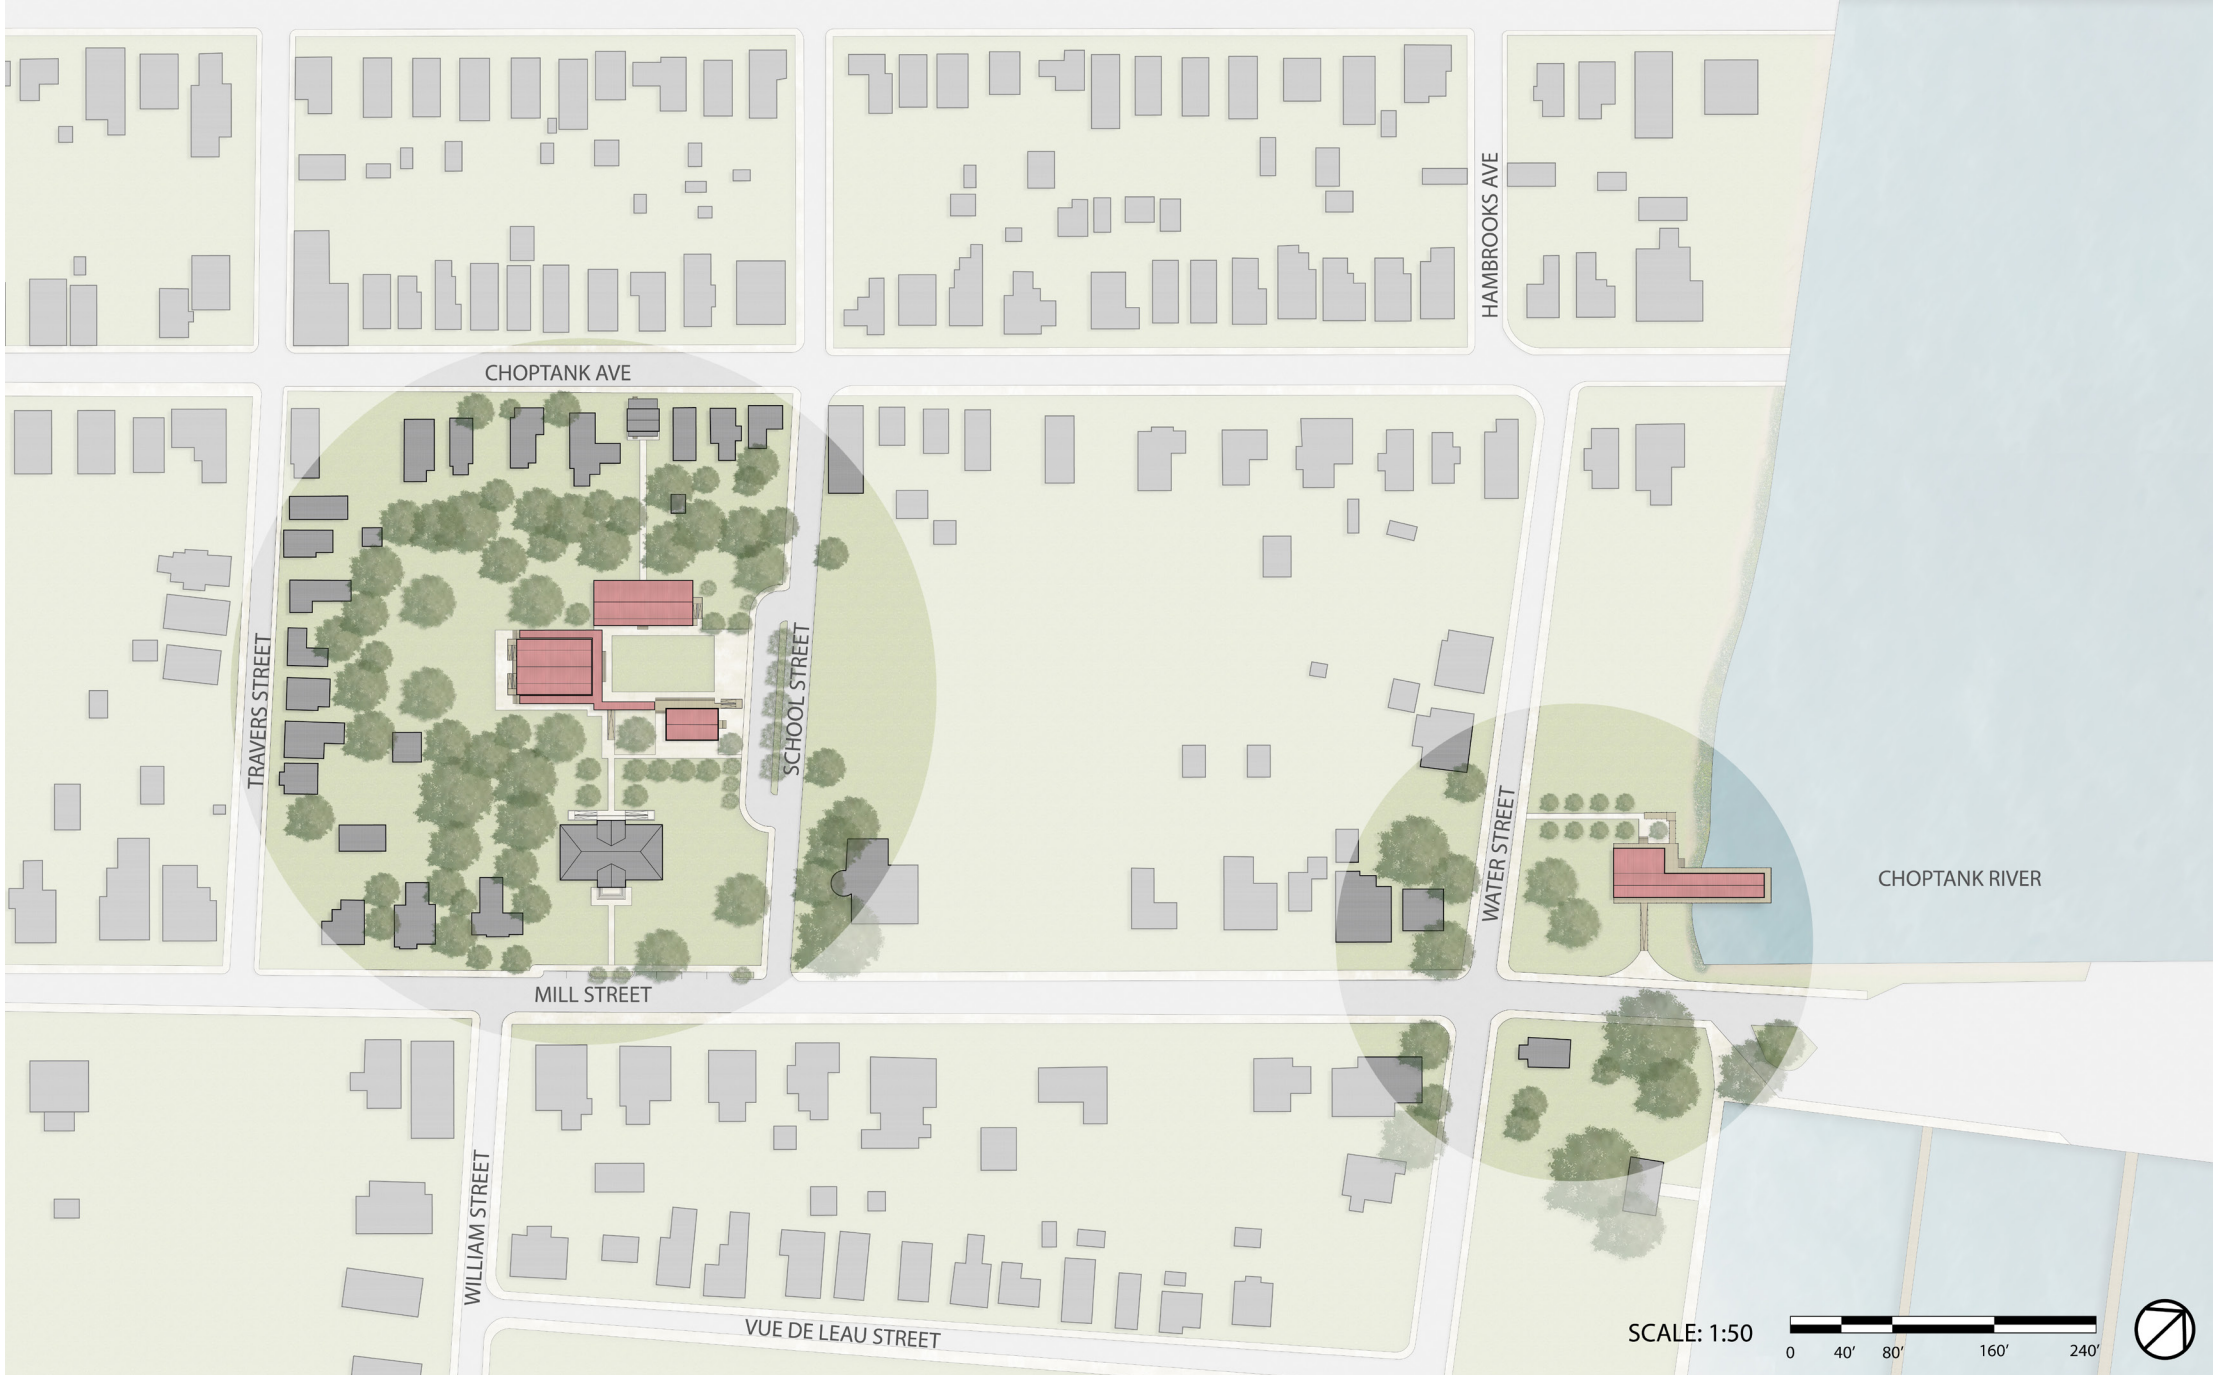 HAMBROOKS AVE
CHOPTANK AVE
TRAVERS STREET
SCHOOL STREET
WATER STREET
CHOPTANK RIVER
MILL STREET
WILLIAM STREET
VUE DE LEAU STREET
SCALE: 1:50
0 40' 80' 160' 240'